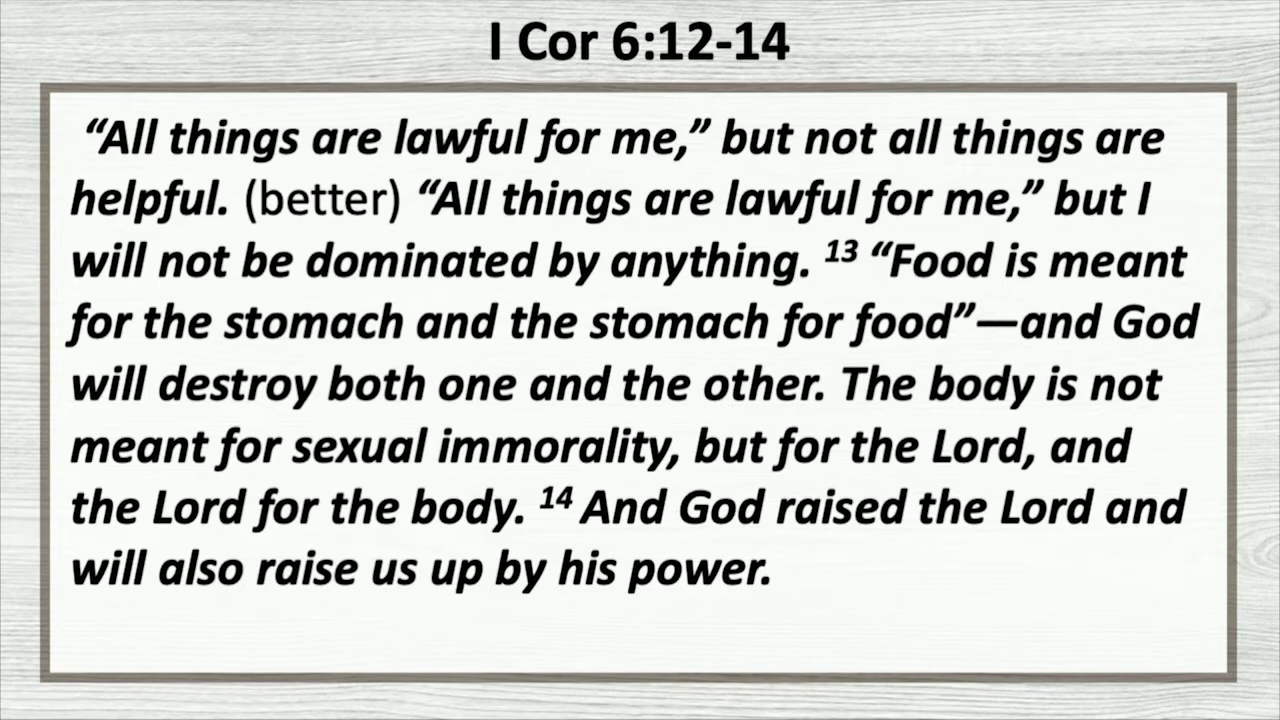 I Cor 6:12-14
“All things are lawful for me,” but not all things are
helpful. (better) “All things are lawful for me,” but I
will not be dominated by anything. 13 “Food is meant
for the stomach and the stomach for food”—and God
will destroy both one and the other. The body is not
meant for sexual immorality, but for the Lord, and
the Lord for the body. 14 And God raised the Lord and
will also raise us up by his power.